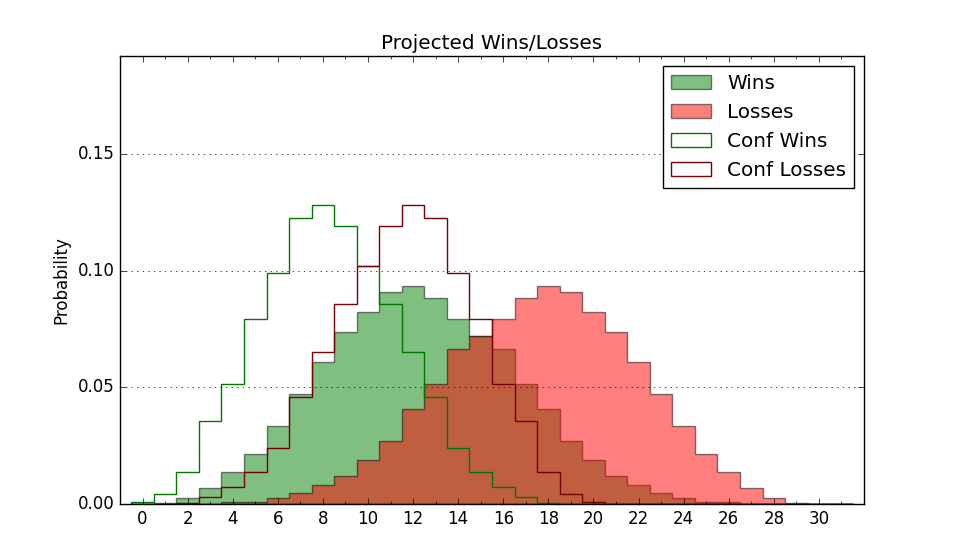 Projected Wins/Losses
Wins
Losses
Conf Wins
Conf Losses
Probability
0.15
0.10
0.05
0.00
0 2 4 6 8 10 12 14 16 18 20 22 24 26 28 30